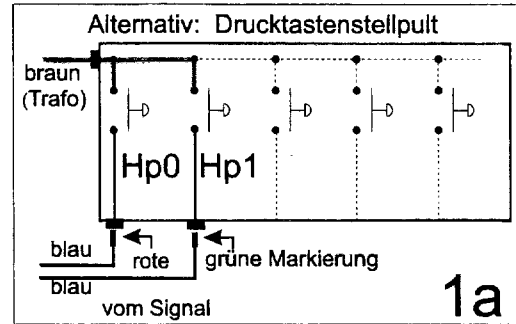 Alternativ: Drucktastenstellpult
braun
(Trafo)
Hp0 Hp1
blau rote grüne Markierung
blau
vom Signal
1a